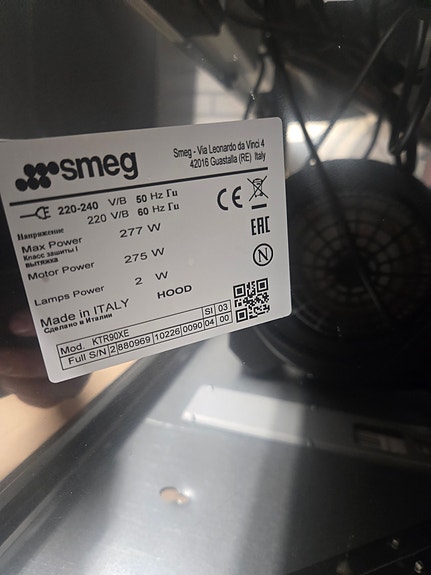 smeg
Smeg - Via Leonardo da Vinci 4
42016 Guastalla (RE) Italy
220-240 V/В 50 Hz Гц
220 V/В 60 Hz Гц
Напряжение
Max Power 277 W
Класс защиты I
вытяжка
Motor Power 275 W
Lamps Power 2 W
Made in ITALY HOOD
Сделано в Италии
CE
EAC
N
Mod. KTR90XE SI 03
Full S/N 2 880969 10226 0090 04 00